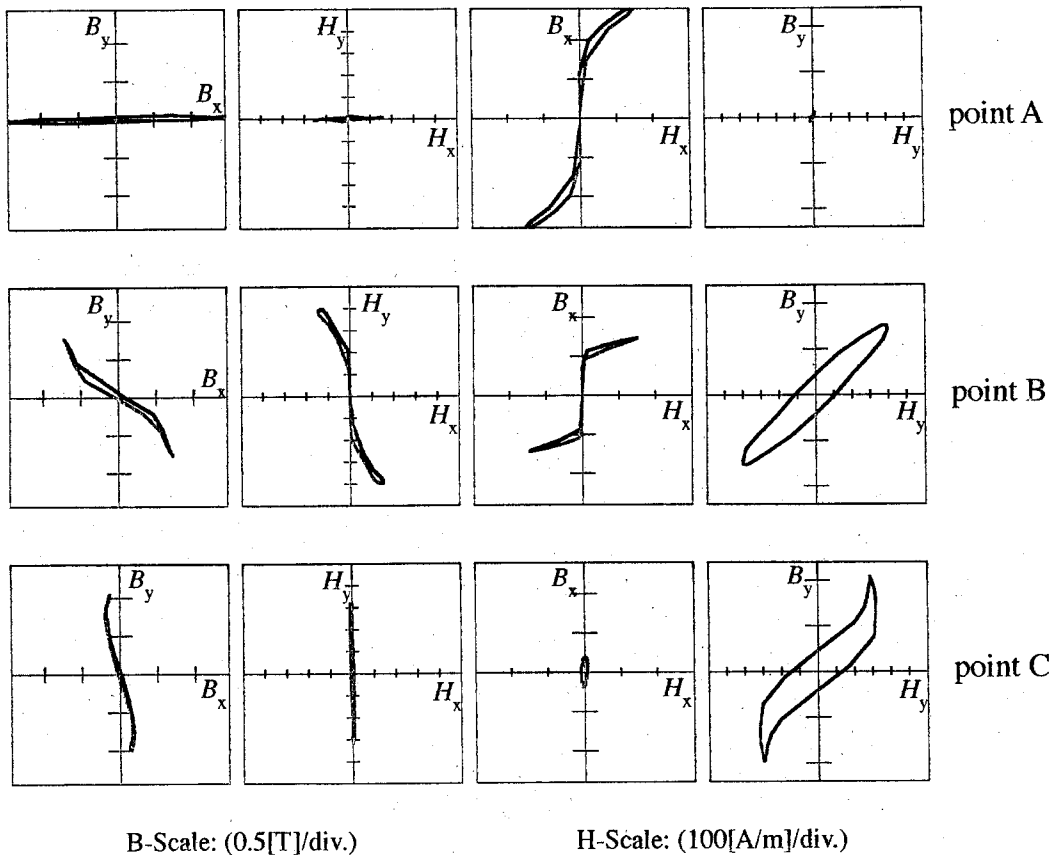 B_y B_x H_y H_x B_x H_x B_y H_y point A
B_y B_x H_y H_x B_x H_x B_y H_y point B
B_y B_x H_y H_x B_x H_x B_y H_y point C
B-Scale: (0.5[T]/div.) H-Scale: (100[A/m]/div.)